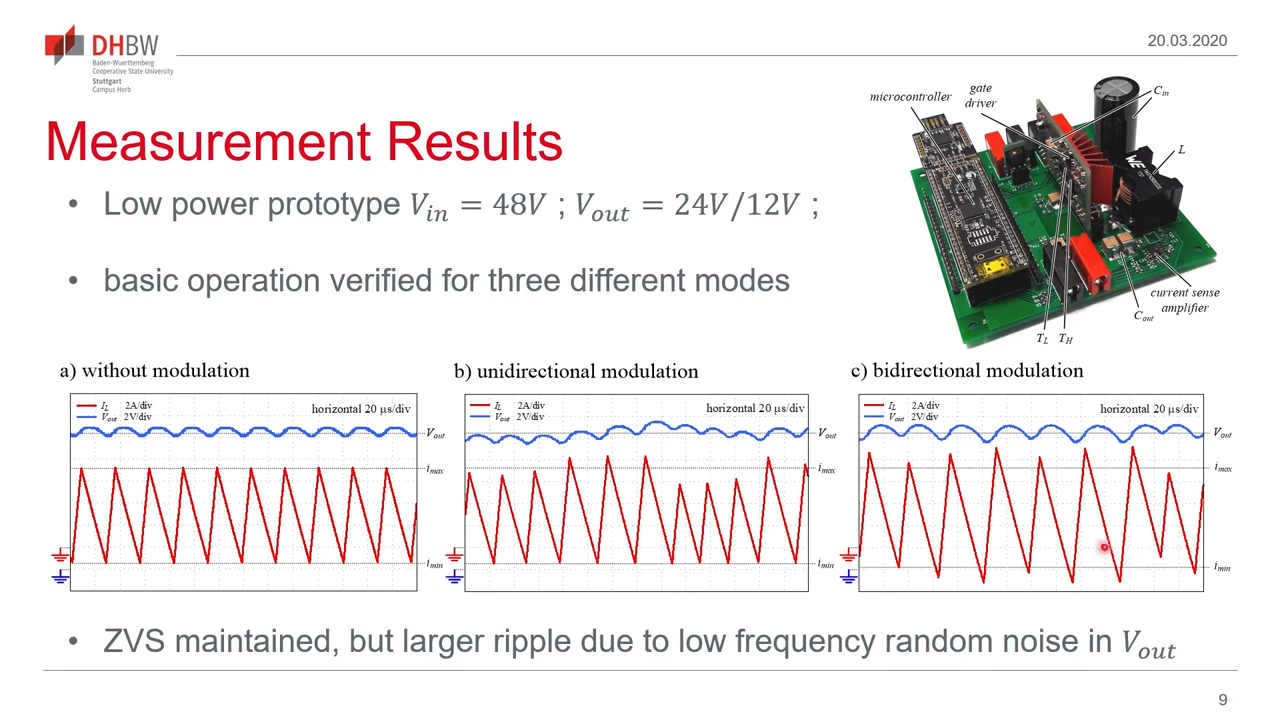 DHBW
Baden-Wuerttemberg
Cooperative State University
Stuttgart
Campus Horb
20.03.2020
Measurement Results
• Low power prototype V_in = 48V ; V_out = 24V/12V ;
• basic operation verified for three different modes
microcontroller
gate
driver
C_in
L
WE
current sense
amplifier
C_out
T_L T_H
a) without modulation
I_L 2A/div
V_out 2V/div
horizontal 20 µs/div
V_out
i_max
i_min
b) unidirectional modulation
I_L 2A/div
V_out 2V/div
horizontal 20 µs/div
V_out
i_max
i_min
c) bidirectional modulation
I_L 2A/div
V_out 2V/div
horizontal 20 µs/div
V_out
i_max
i_min
• ZVS maintained, but larger ripple due to low frequency random noise in V_out
9